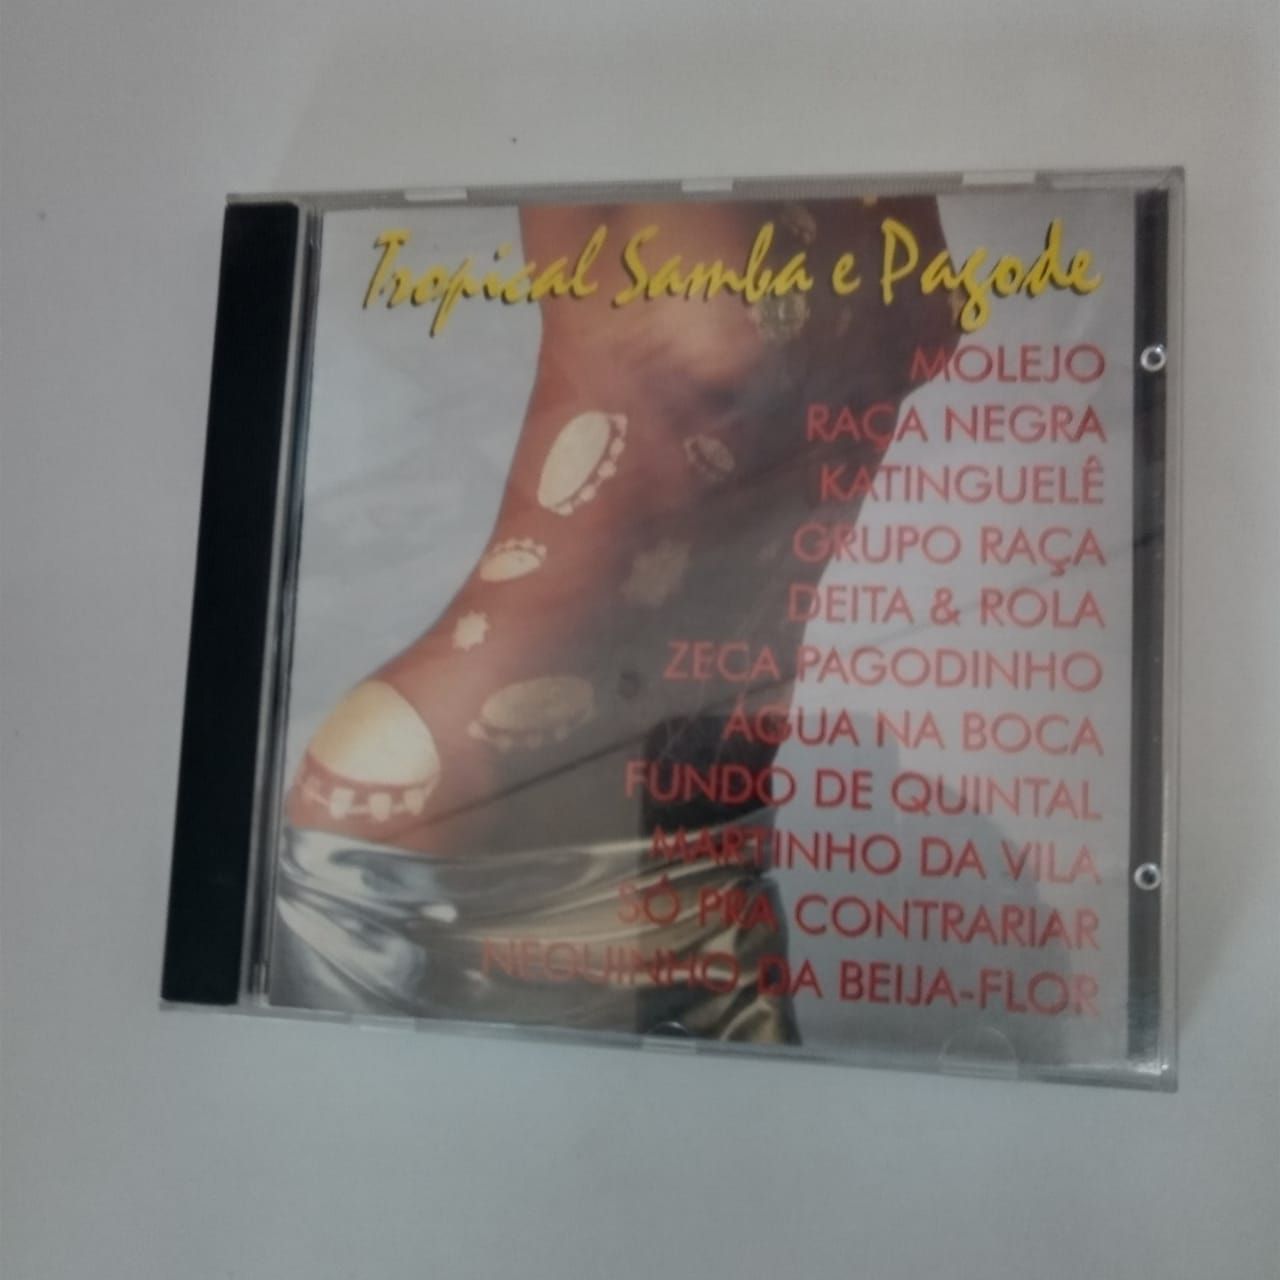 Tropical Samba e Pagode
MOLEJO
RAÇA NEGRA
KATINGUELÊ
GRUPO RAÇA
DEITA & ROLA
ZECA PAGODINHO
ÁGUA NA BOCA
FUNDO DE QUINTAL
MARTINHO DA VILA
SÓ PRA CONTRARIAR
NEGUINHO DA BEIJA-FLOR